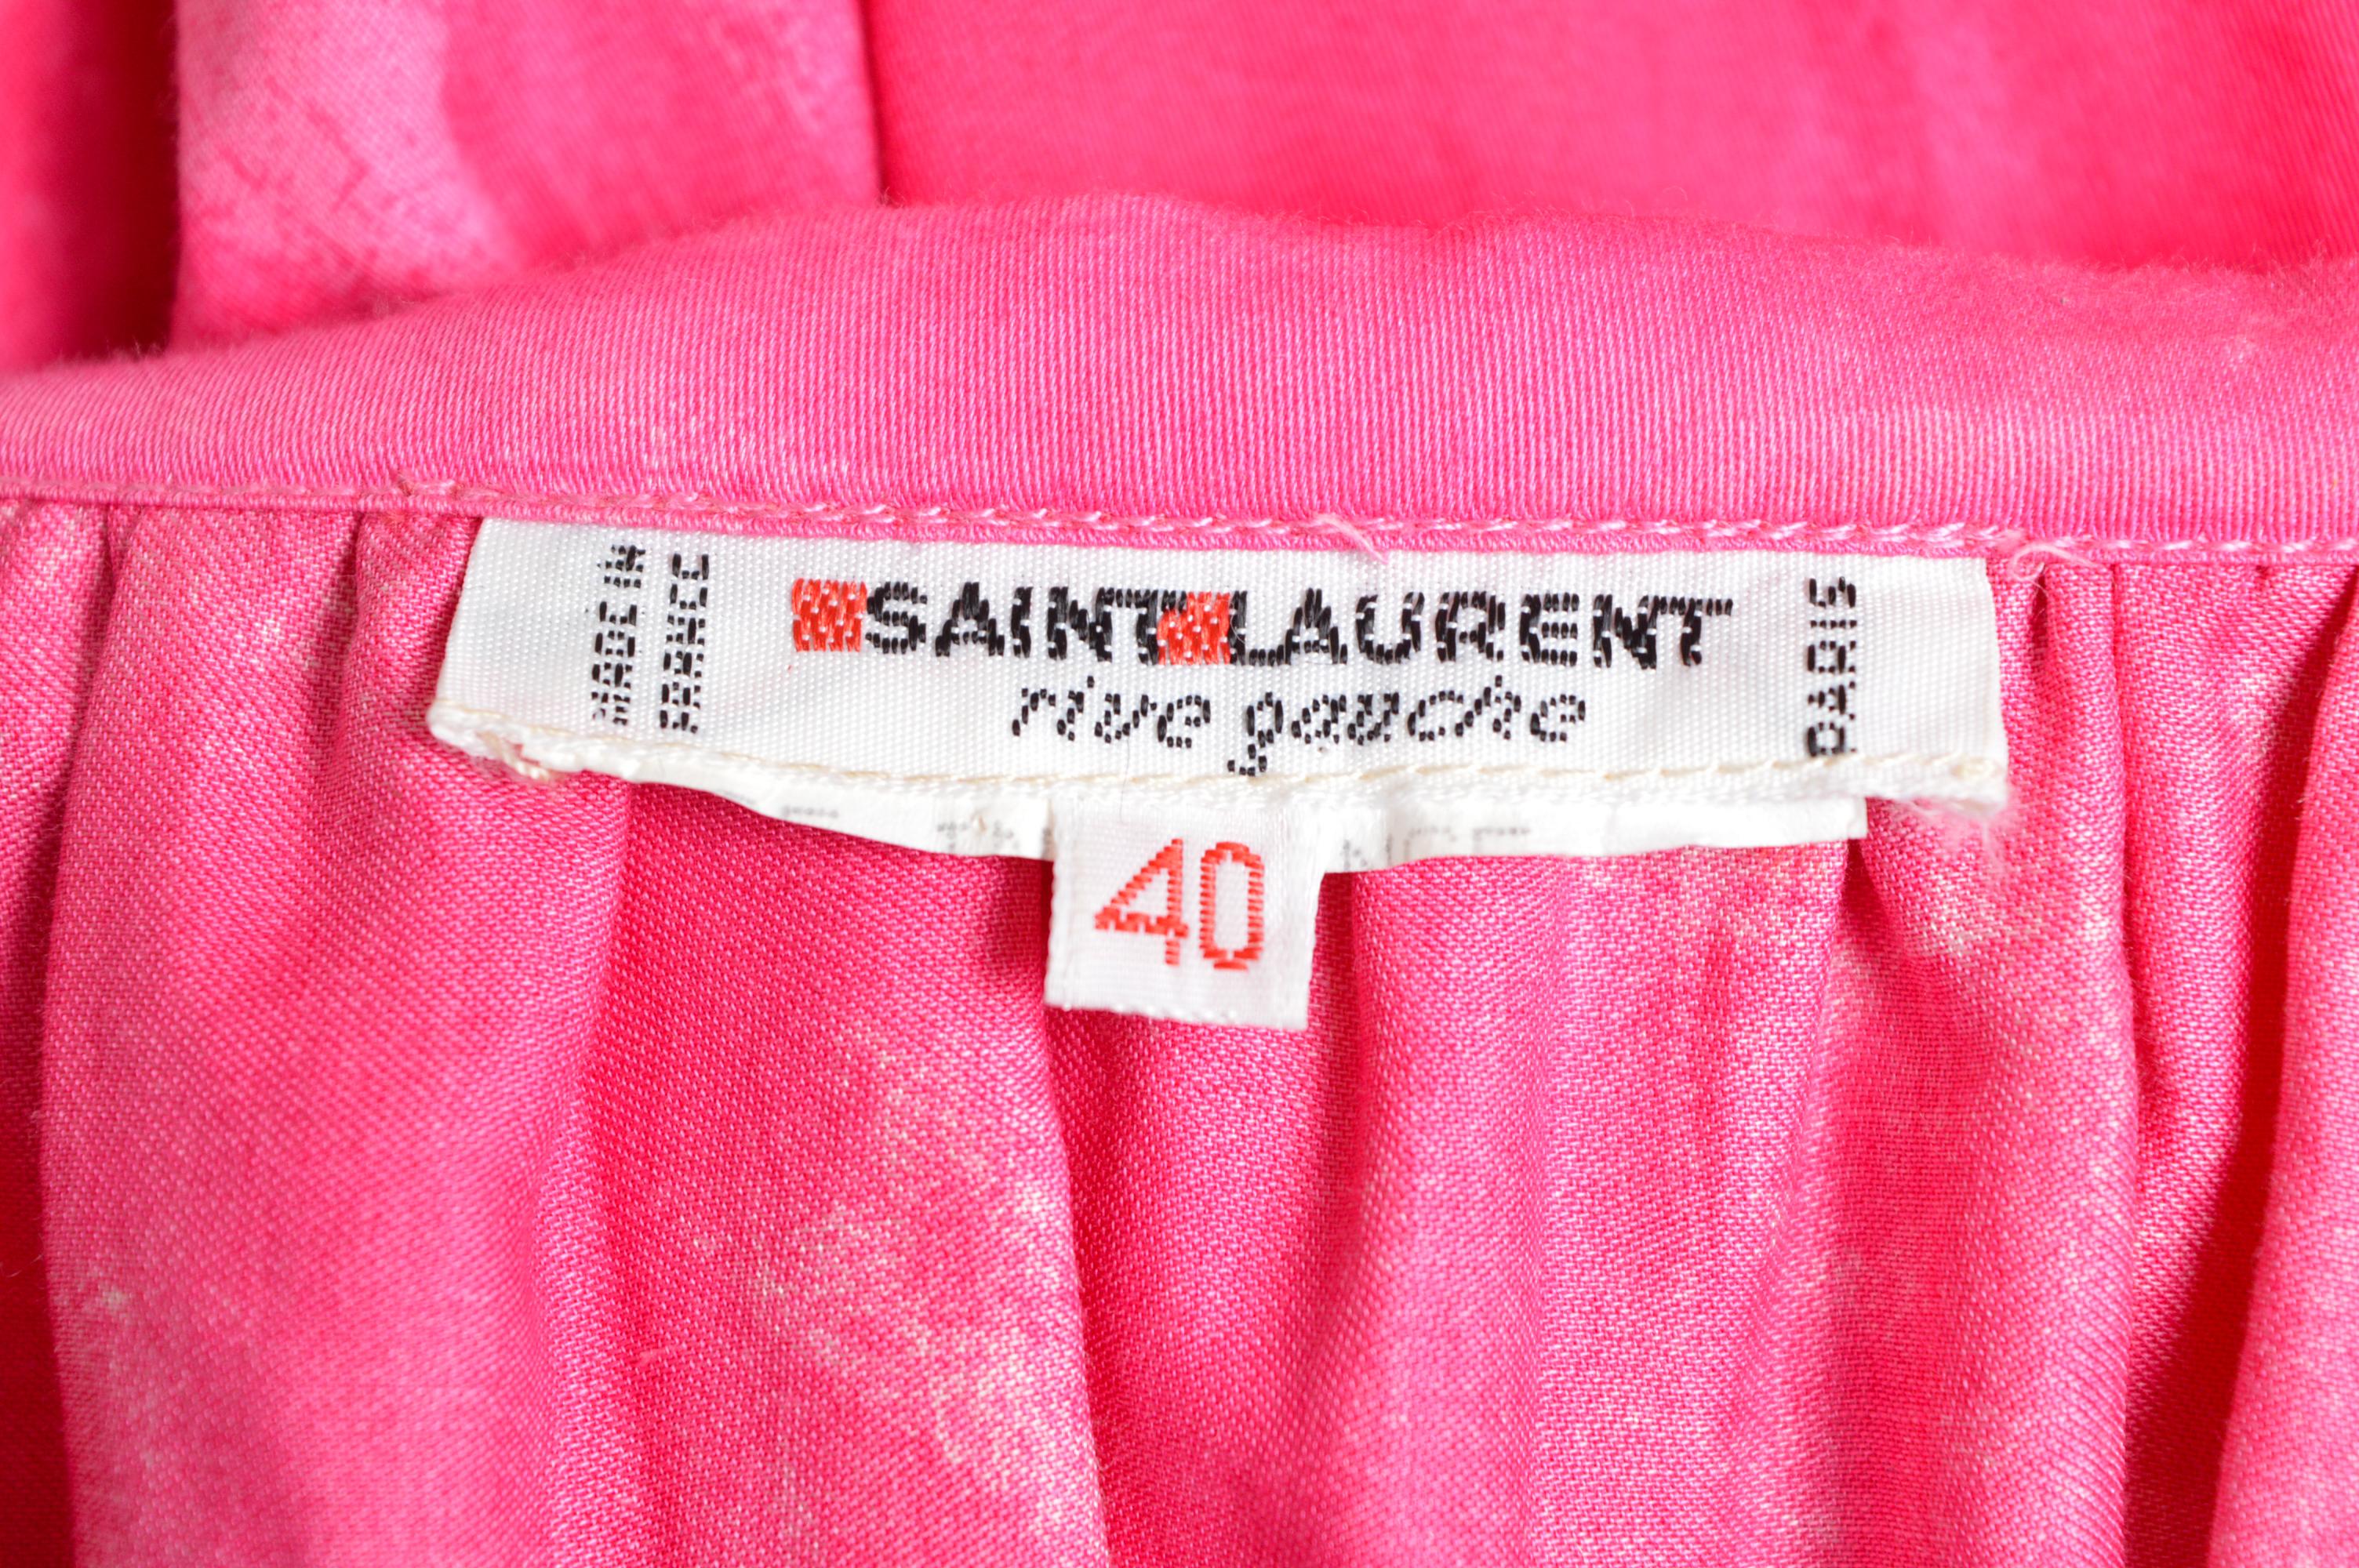 MADE IN
FRANCE
SAINT LAURENT
rive gauche
PARIS
40